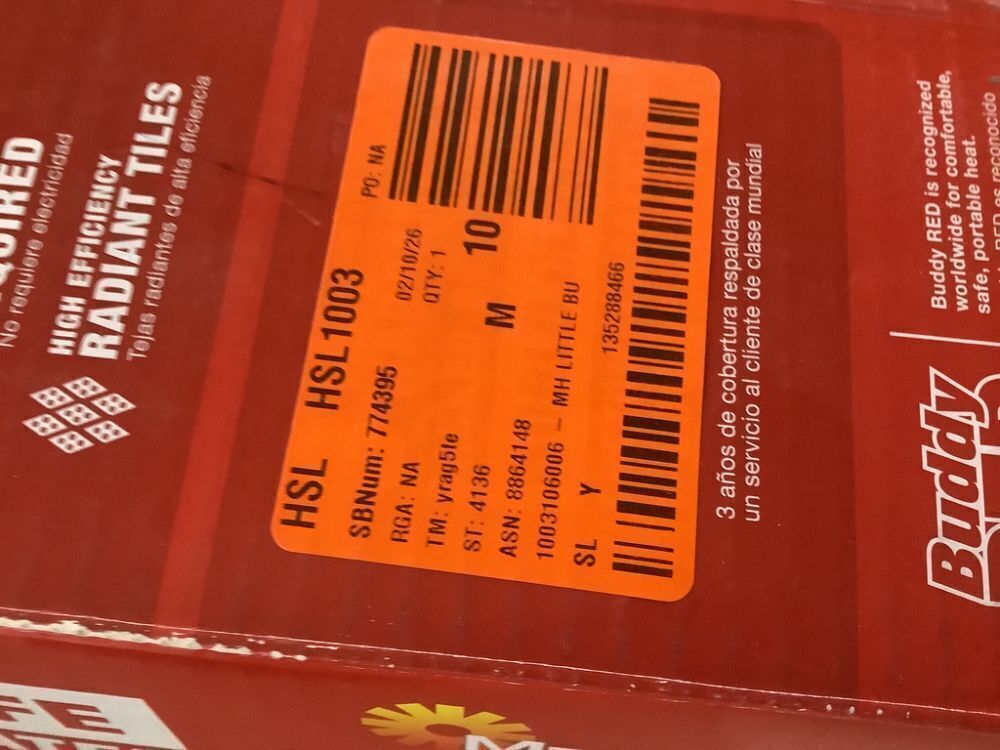 No requiere electricidad
HIGH EFFICIENCY
RADIANT TILES
Tejas radiantes de alta eficiencia
HSL HSL1003
SBNum: 774395 02/10/26 PO: NA
RGA: NA QTY: 1
TM: yrag5te
ST: 4136 M 10
ASN: 8864148
1003106006 – MH LITTLE BU
SL Y 135288466
3 años de cobertura respaldada por
un servicio al cliente de clase mundial
Buddy
Buddy RED is recognized
worldwide for comfortable,
safe, portable heat.